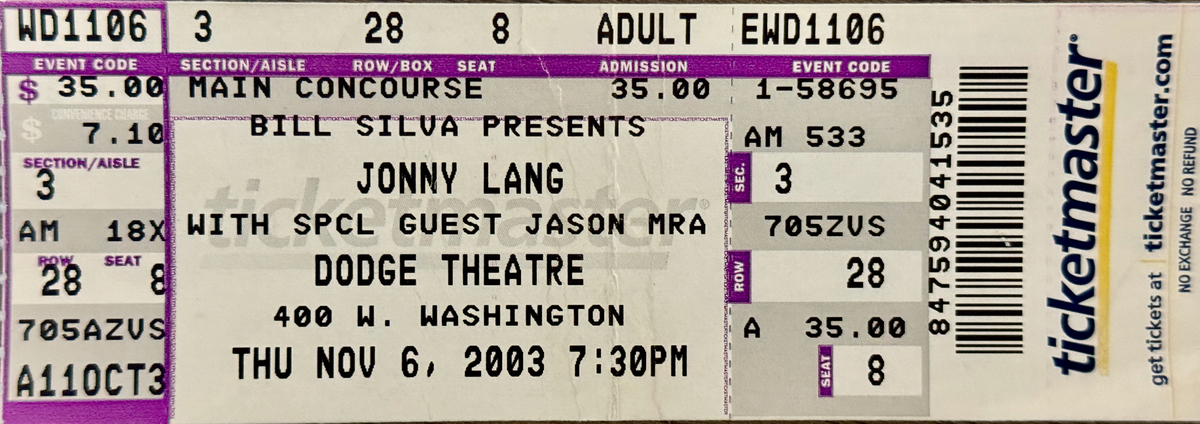 WD1106 3 28 8 ADULT EWD1106
EVENT CODE SECTION/AISLE ROW/BOX SEAT ADMISSION EVENT CODE
$ 35.00 MAIN CONCOURSE 35.00 1-58695
CONVENIENCE CHARGE
$ 7.10
SECTION/AISLE
3
AM 18X
ROW SEAT
28 8
705AZVS
A11OCT3
BILL SILVA PRESENTS
JONNY LANG
WITH SPCL GUEST JASON MRA
DODGE THEATRE
400 W. WASHINGTON
THU NOV 6, 2003 7:30PM
ticketmaster®
AM 533
SEC. 3
705ZVS
ROW 28
A 35.00
SEAT 8
847594041535
ticketmaster®
get tickets at ticketmaster.com
NO EXCHANGE NO REFUND